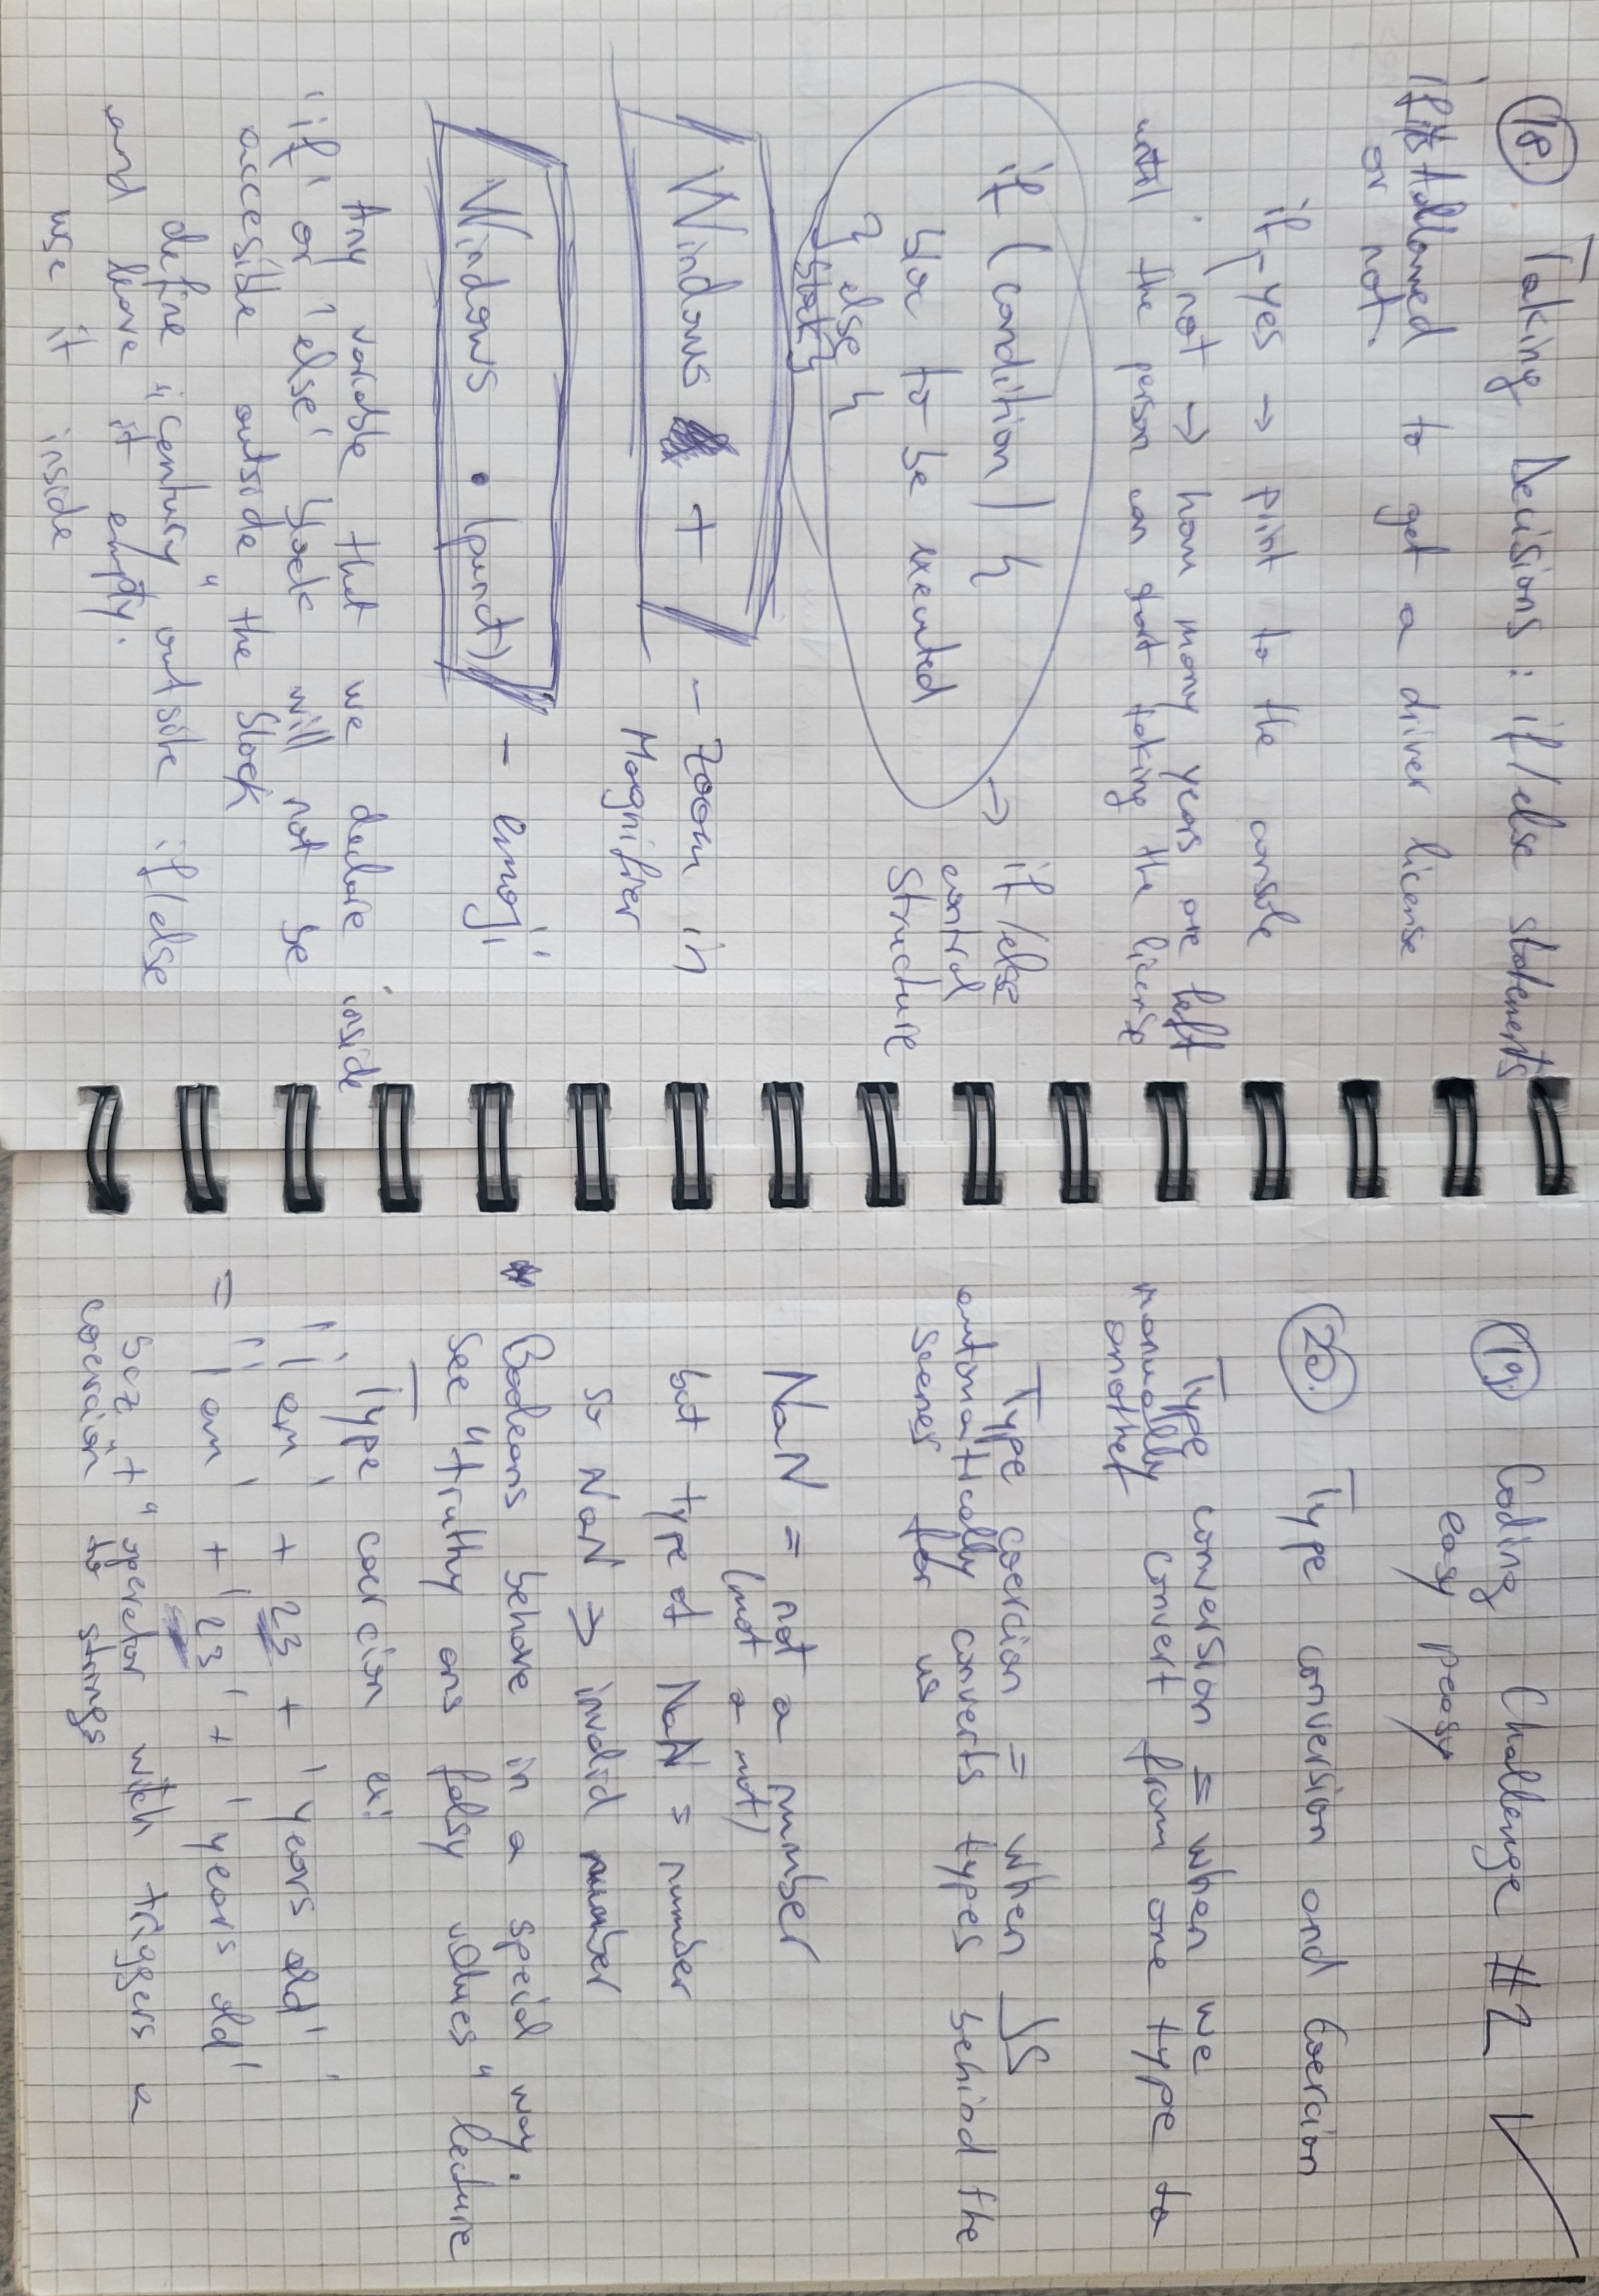 18. Taking Decisions : if/else statements
if allowed to get a driver license
or not.
if yes → print to the console
if not → how many years are left
until the person can start taking the license
if (condition) {
bla to be executed
} else {
block }
→ if/else
control
structure
Windows + - zoom in
Magnifier
Windows . (punct) - emoji
Any variable that we declare inside
'if' or 'else' block will not be
accesible outside the block
define "century" outside if/else
and leave it empty.
use it inside
19. Coding Challenge #2 ✓
easy peasy
20. Type conversion and Coercion
Type conversion = when we
manually convert from one type to
another
Type coercion = when JS
automatically converts types behind the
scenes for us
NaN = not a number
(not a not)
but type of NaN = number
so NaN → invalid number
* Booleans behave in a special way.
See "truthy ans falsy values" lecture
Type coercion ex:
'I am' + 23 + 'years old'
= 'I am' + '23' + 'years old'
bcz + " operator witch triggers a
coercion to strings